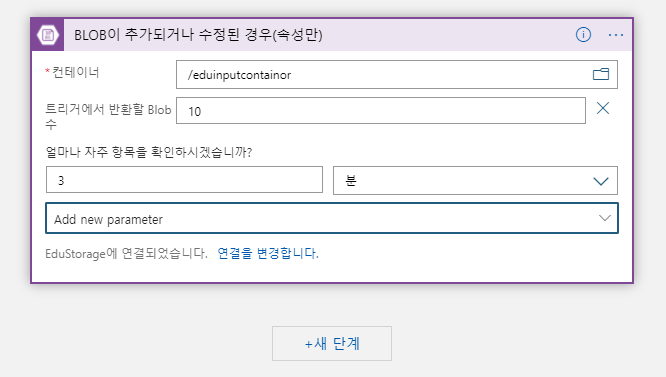 BLOB이 추가되거나 수정된 경우(속성만)
* 컨테이너
/eduinputcontainor
트리거에서 반환할 Blob
수
10
얼마나 자주 항목을 확인하시겠습니까?
3
분
Add new parameter
EduStorage에 연결되었습니다. 연결을 변경합니다.
+새 단계